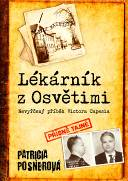 Lékárník
z Osvětimi
Nevyřčený příběh Victora Capesia
PŘÍSNĚ TAJNÉ
PATRICIA
POSNEROVÁ